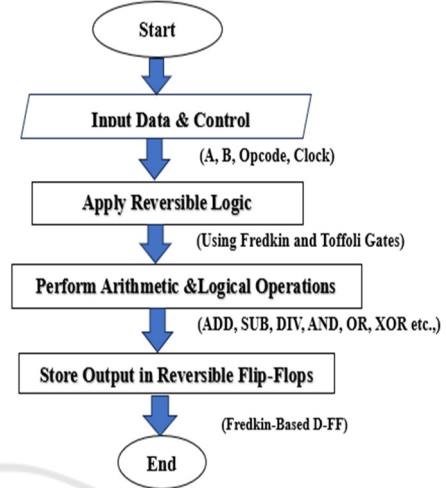 Start
Input Data & Control
(A, B, Opcode, Clock)
Apply Reversible Logic
(Using Fredkin and Toffoli Gates)
Perform Arithmetic &Logical Operations
(ADD, SUB, DIV, AND, OR, XOR etc.,)
Store Output in Reversible Flip-Flops
(Fredkin-Based D-FF)
End